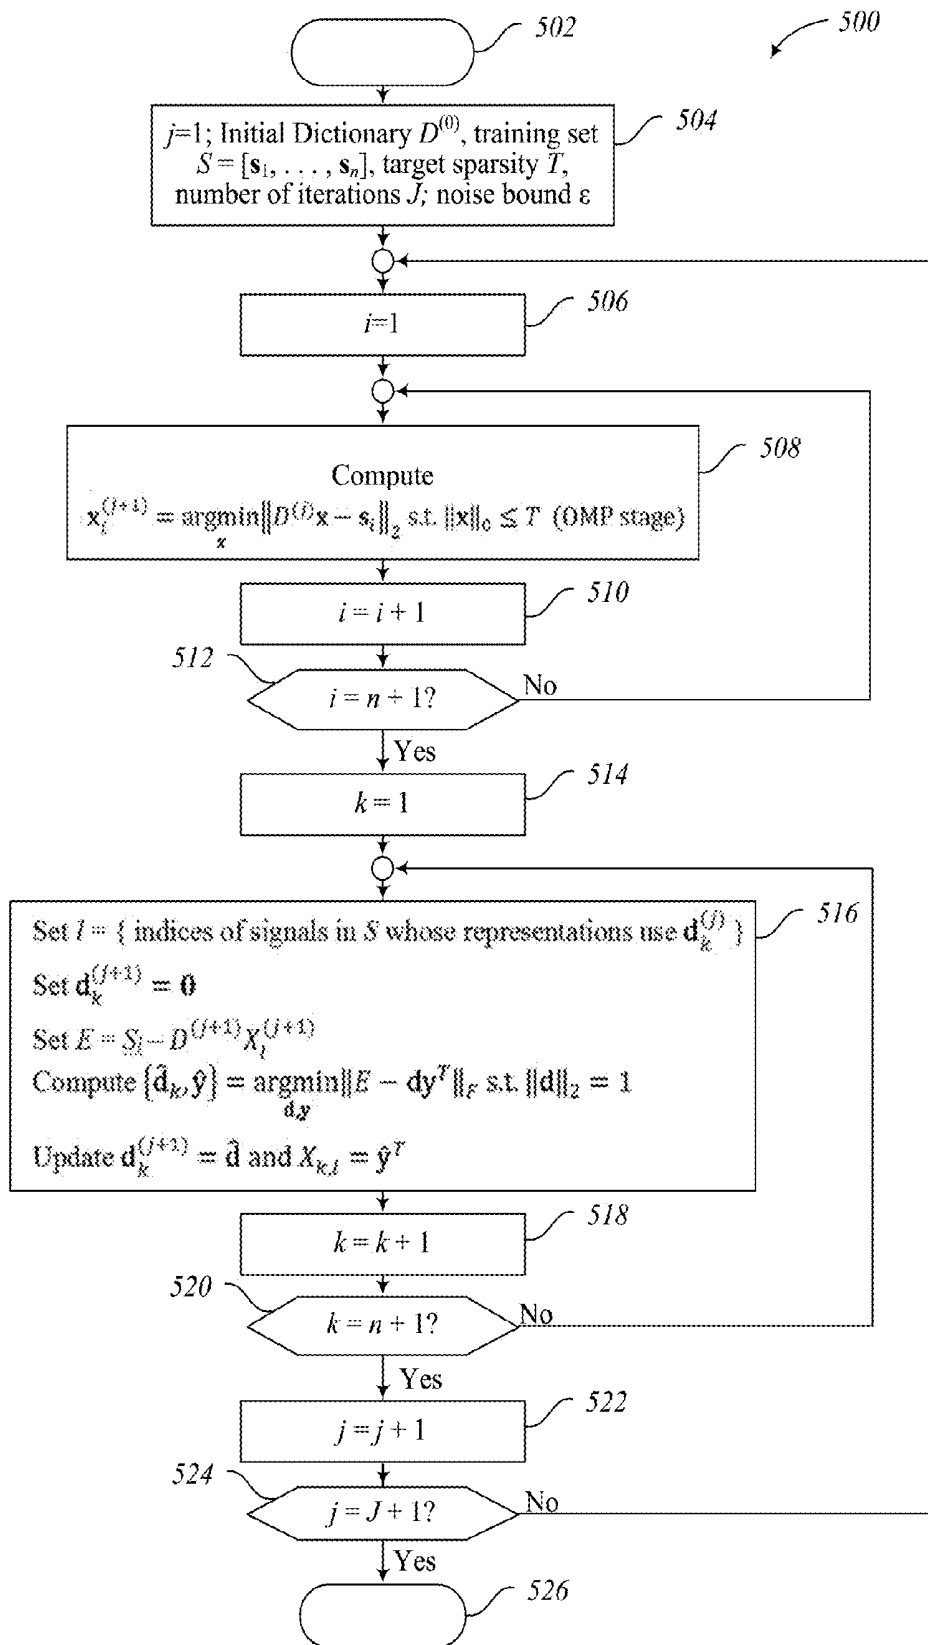 500
502
504
j=1; Initial Dictionary D^(0), training set
S = [s_1, . . . , s_n], target sparsity T,
number of iterations J; noise bound ε
506
i=1
508
Compute
x_i^(j+1) = argmin_x ‖D^(j)x − s_i‖_2 s.t. ‖x‖_0 ≤ T (OMP stage)
510
i = i + 1
512
i = n + 1?
No
Yes
514
k = 1
516
Set l = { indices of signals in S whose representations use d_k^(j) }
Set d_k^(j+1) = 0
Set E = S_l − D^(j+1) X_l^(j+1)
Compute {d̂_k, ŷ} = argmin_{d,y} ‖E − dy^T‖_F s.t. ‖d‖_2 = 1
Update d_k^(j+1) = d̂ and X_{k,l} = ŷ^T
518
k = k + 1
520
k = n + 1?
No
Yes
522
j = j + 1
524
j = J + 1?
No
Yes
526